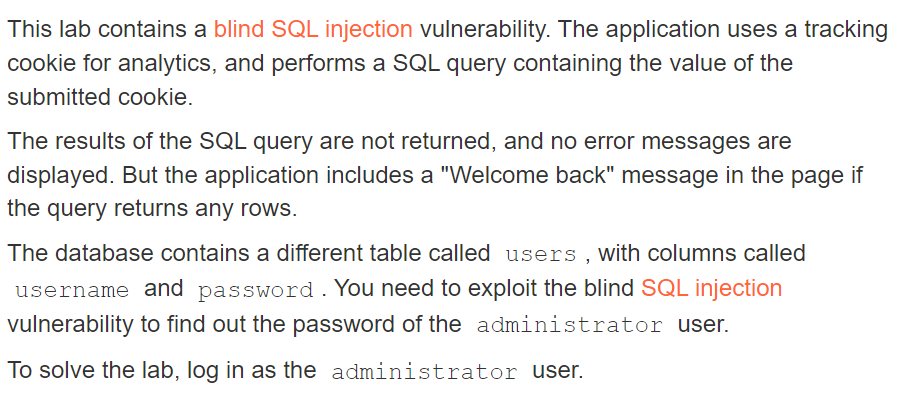 This lab contains a blind SQL injection vulnerability. The application uses a tracking
cookie for analytics, and performs a SQL query containing the value of the
submitted cookie.
The results of the SQL query are not returned, and no error messages are
displayed. But the application includes a "Welcome back" message in the page if
the query returns any rows.
The database contains a different table called users , with columns called
username and password . You need to exploit the blind SQL injection
vulnerability to find out the password of the administrator user.
To solve the lab, log in as the administrator user.